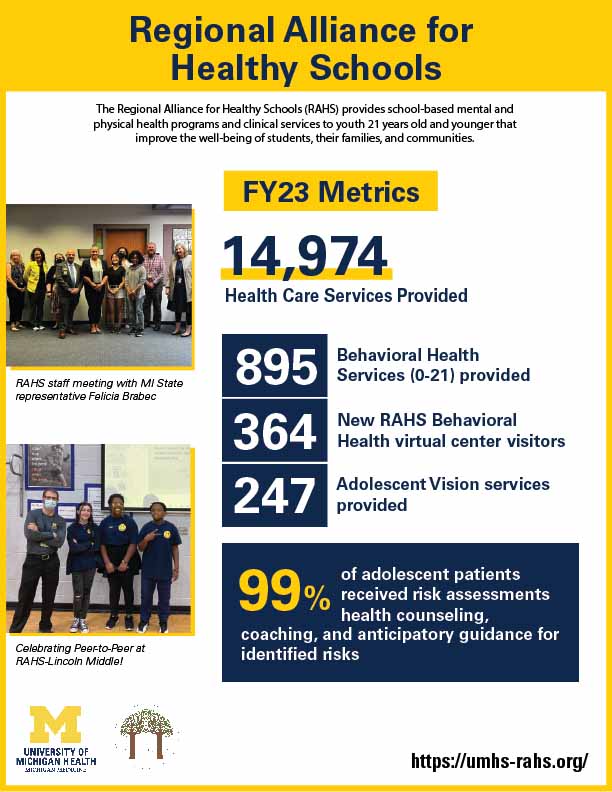 Regional Alliance for
Healthy Schools
The Regional Alliance for Healthy Schools (RAHS) provides school-based mental and
physical health programs and clinical services to youth 21 years old and younger that
improve the well-being of students, their families, and communities.
FY23 Metrics
14,974
Health Care Services Provided
RAHS staff meeting with MI State
representative Felicia Brabec
895
Behavioral Health
Services (0-21) provided
364
New RAHS Behavioral
Health virtual center visitors
247
Adolescent Vision services
provided
99% of adolescent patients
received risk assessments
health counseling,
coaching, and anticipatory guidance for
identified risks
Celebrating Peer-to-Peer at
RAHS-Lincoln Middle!
M
UNIVERSITY OF
MICHIGAN HEALTH
MICHIGAN MEDICINE
https://umhs-rahs.org/